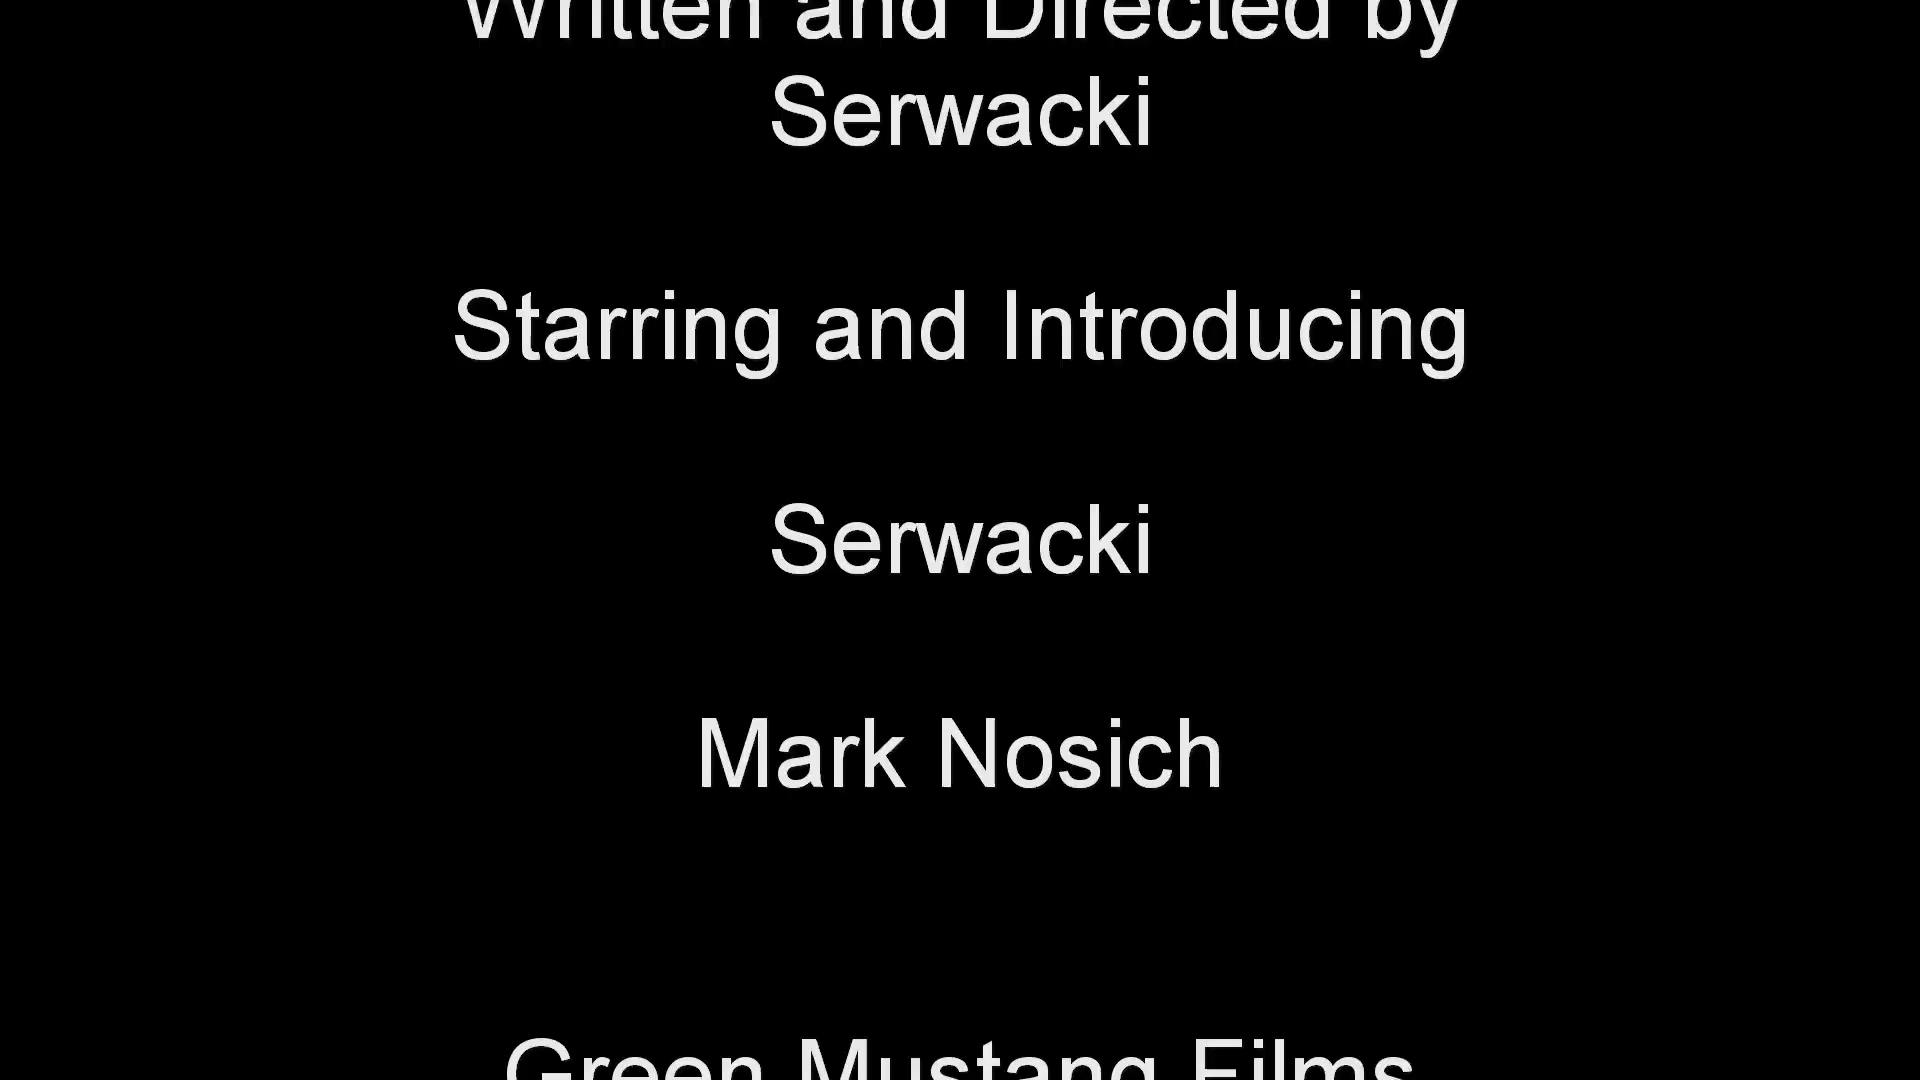 Written and Directed by
Serwacki
Starring and Introducing
Serwacki
Mark Nosich
Green Mustang Films